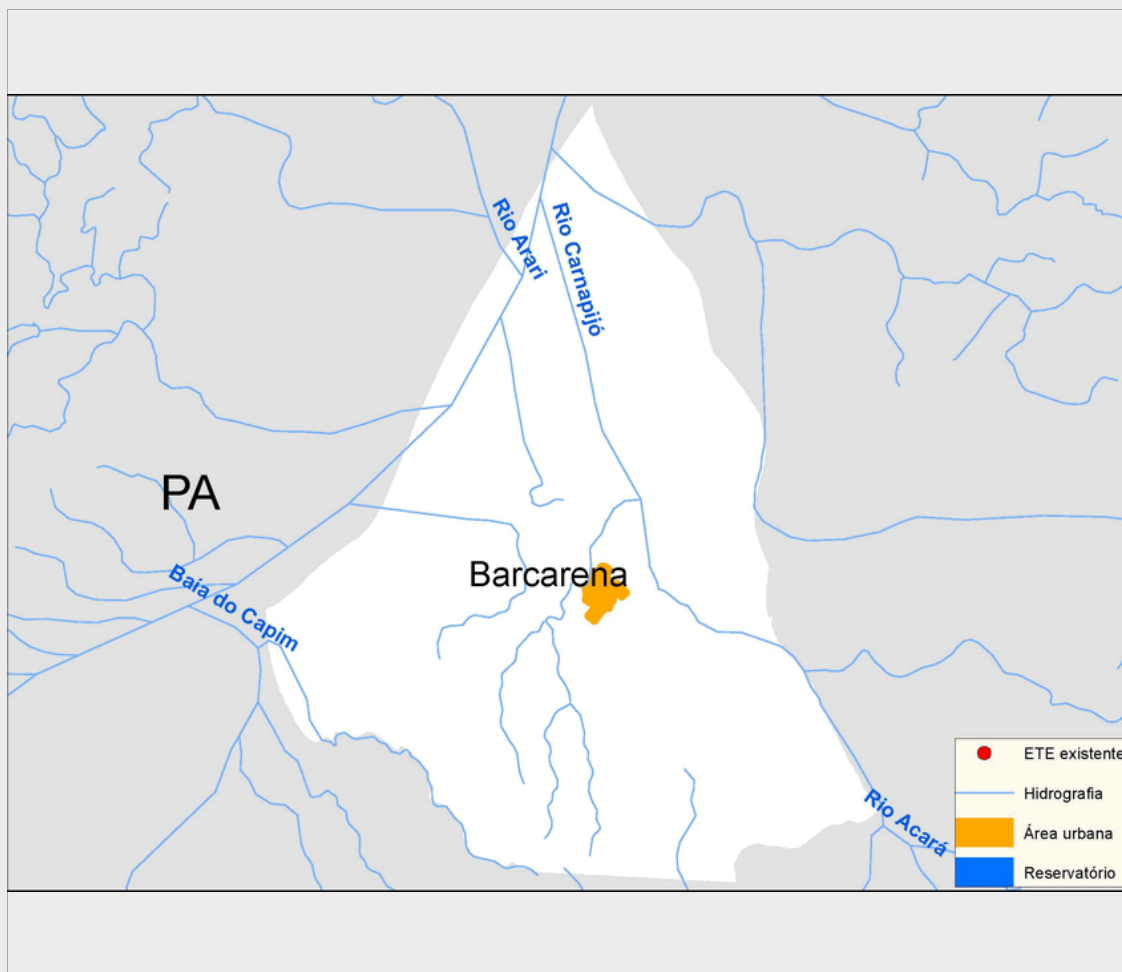 Rio Arari
Rio Carnapijó
PA
Barcarena
Baía do Capim
Rio Acará
ETE existente
Hidrografia
Área urbana
Reservatório